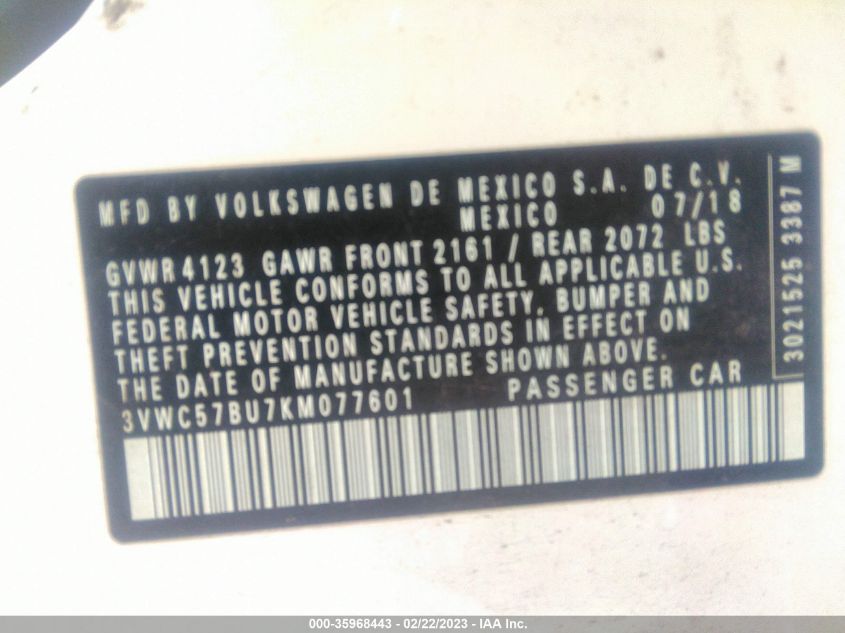 MFD BY VOLKSWAGEN DE MEXICO S.A. DE C.V.
MEXICO 07/18
GVWR 4123 GAWR FRONT 2161 / REAR 2072 LBS
THIS VEHICLE CONFORMS TO ALL APPLICABLE U.S.
FEDERAL MOTOR VEHICLE SAFETY, BUMPER AND
THEFT PREVENTION STANDARDS IN EFFECT ON
THE DATE OF MANUFACTURE SHOWN ABOVE.
3VWC57BU7KM077601 PASSENGER CAR
3021525 3387 M
000-35968443 - 02/22/2023 - IAA Inc.